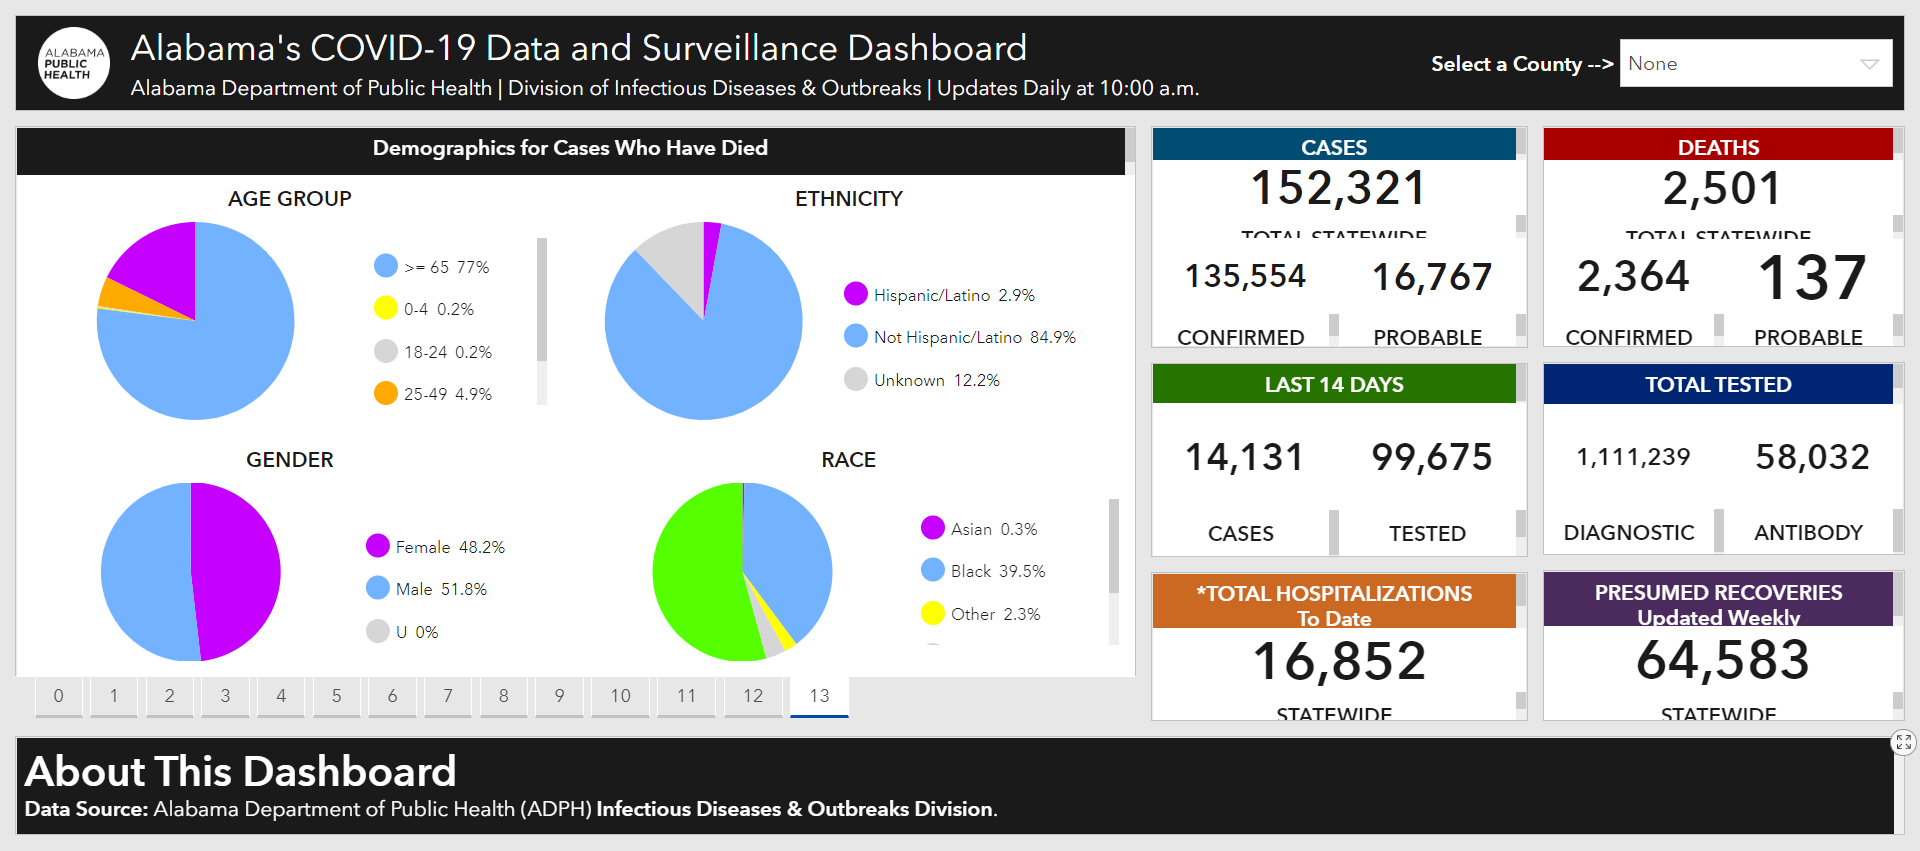 ALABAMA
PUBLIC
HEALTH
Alabama's COVID-19 Data and Surveillance Dashboard
Alabama Department of Public Health | Division of Infectious Diseases & Outbreaks | Updates Daily at 10:00 a.m.
Select a County --> None
Demographics for Cases Who Have Died
AGE GROUP
>= 65 77%
0-4 0.2%
18-24 0.2%
25-49 4.9%
ETHNICITY
Hispanic/Latino 2.9%
Not Hispanic/Latino 84.9%
Unknown 12.2%
GENDER
Female 48.2%
Male 51.8%
U 0%
RACE
Asian 0.3%
Black 39.5%
Other 2.3%
0 1 2 3 4 5 6 7 8 9 10 11 12 13
CASES
152,321
TOTAL STATEWIDE
135,554 16,767
CONFIRMED PROBABLE
DEATHS
2,501
TOTAL STATEWIDE
2,364 137
CONFIRMED PROBABLE
LAST 14 DAYS
14,131 99,675
CASES TESTED
TOTAL TESTED
1,111,239 58,032
DIAGNOSTIC ANTIBODY
*TOTAL HOSPITALIZATIONS
To Date
16,852
STATEWIDE
PRESUMED RECOVERIES
Updated Weekly
64,583
STATEWIDE
About This Dashboard
Data Source: Alabama Department of Public Health (ADPH) Infectious Diseases & Outbreaks Division.